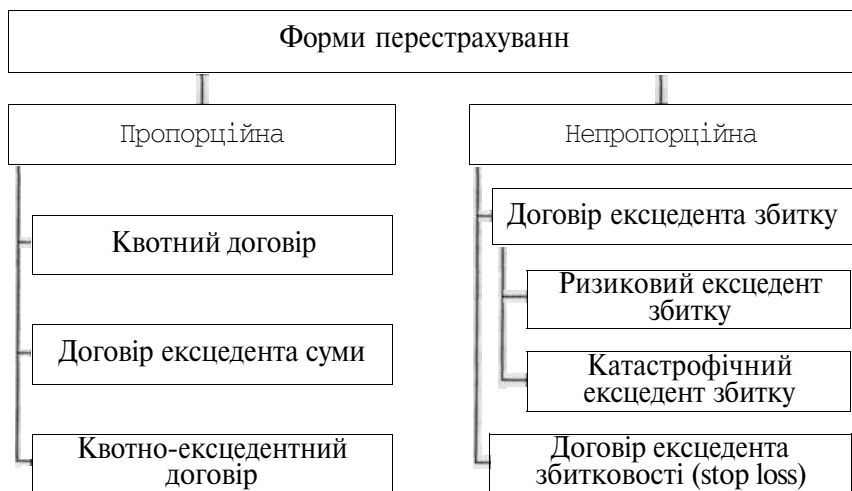 Форми перестрахуванн
Пропорційна
Непропорційна
Квотний договір
Договір ексцедента суми
Квотно-ексцедентний
договір
Договір ексцедента збитку
Ризиковий ексцедент
збитку
Катастрофічний
ексцедент збитку
Договір ексцедента
збитковості (stop loss)